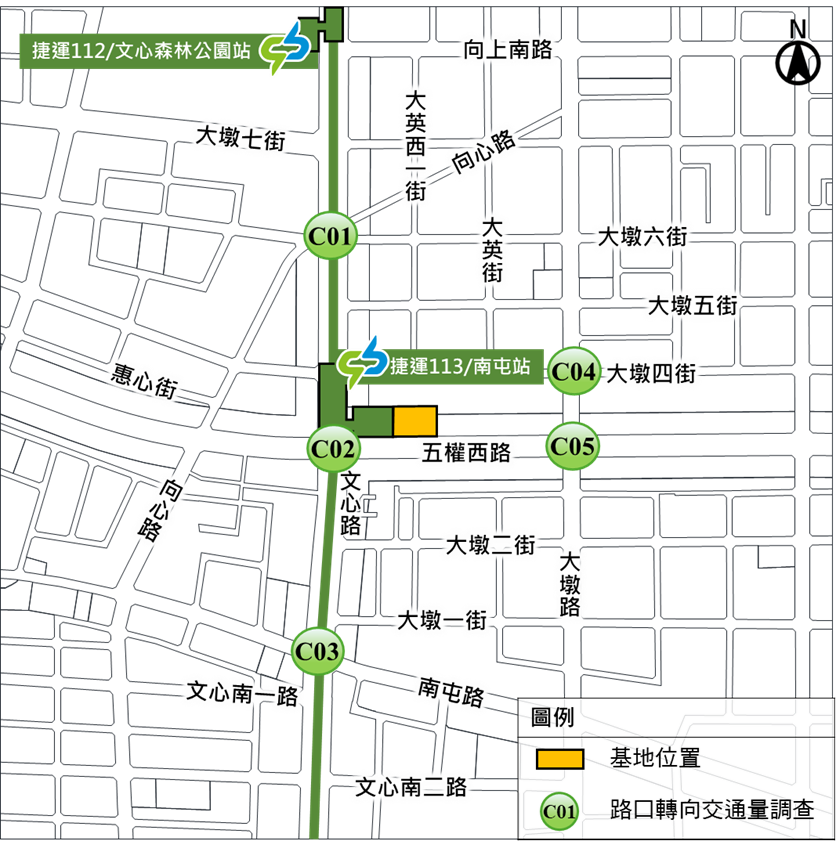 捷運112/文心森林公園站
向上南路
N
大英西一街
大墩七街
向心路
C01
大英街
大墩六街
大墩五街
捷運113/南屯站
C04
大墩四街
惠心街
C02
五權西路
C05
文心路
向心路
大墩二街
大墩路
大墩一街
C03
文心南一路
南屯路
文心南二路
圖例
基地位置
C01
路口轉向交通量調查